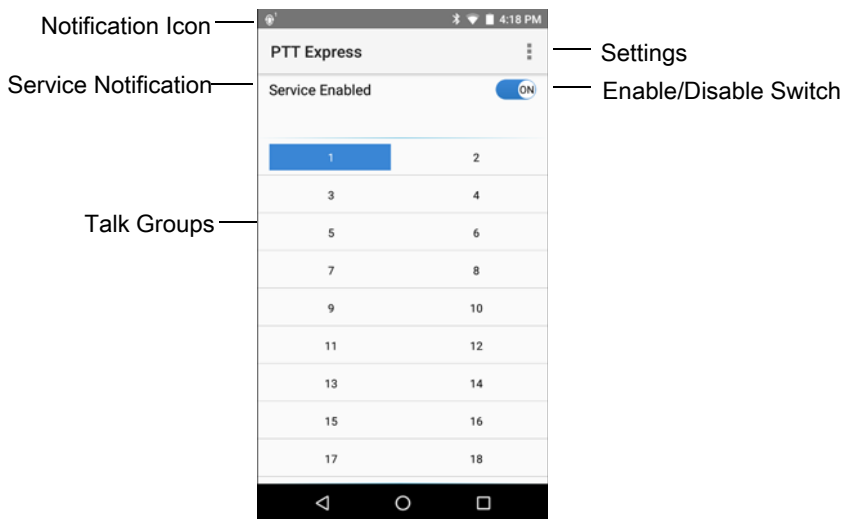 Notification Icon
1
4:18 PM
PTT Express
Settings
Service Notification
Service Enabled
ON
Enable/Disable Switch
1 2
3 4
Talk Groups
5 6
7 8
9 10
11 12
13 14
15 16
17 18